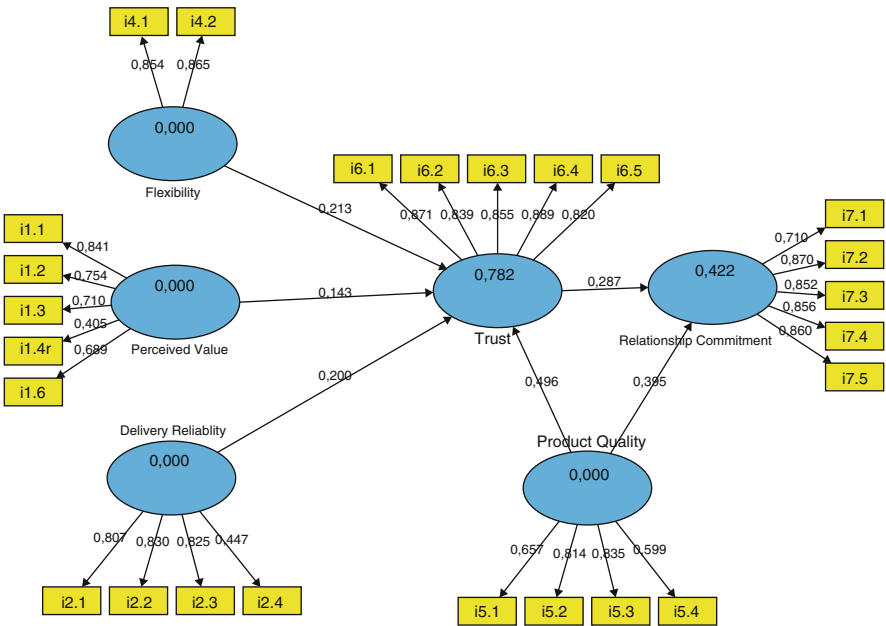 i4.1 i4.2
0,854 0,865
0,000
Flexibility
i6.1 i6.2 i6.3 i6.4 i6.5
0,871 0,839 0,855 0,889 0,820
0,213
i1.1
i1.2
i1.3
i1.4r
i1.6
0,841
0,754
0,710
0,405
0,689
0,000
Perceived Value
0,143
0,782
Trust
0,287
0,422
Relationship Commitment
i7.1
i7.2
i7.3
i7.4
i7.5
0,710
0,870
0,852
0,856
0,860
0,200
0,496
0,395
Delivery Reliablity
0,000
0,807 0,830 0,825 0,447
i2.1 i2.2 i2.3 i2.4
Product Quality
0,000
0,657 0,814 0,835 0,599
i5.1 i5.2 i5.3 i5.4